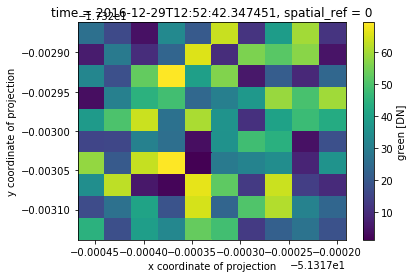 time = 2016-12-29T12:52:42.347451, spatial_ref = 0
−1.732e1
−0.00290
−0.00295
−0.00300
−0.00305
−0.00310
y coordinate of projection
−0.00045
−0.00040
−0.00035
−0.00030
−0.00025
−0.00020
x coordinate of projection
−5.1317e1
60
50
40
30
20
10
green [DN]